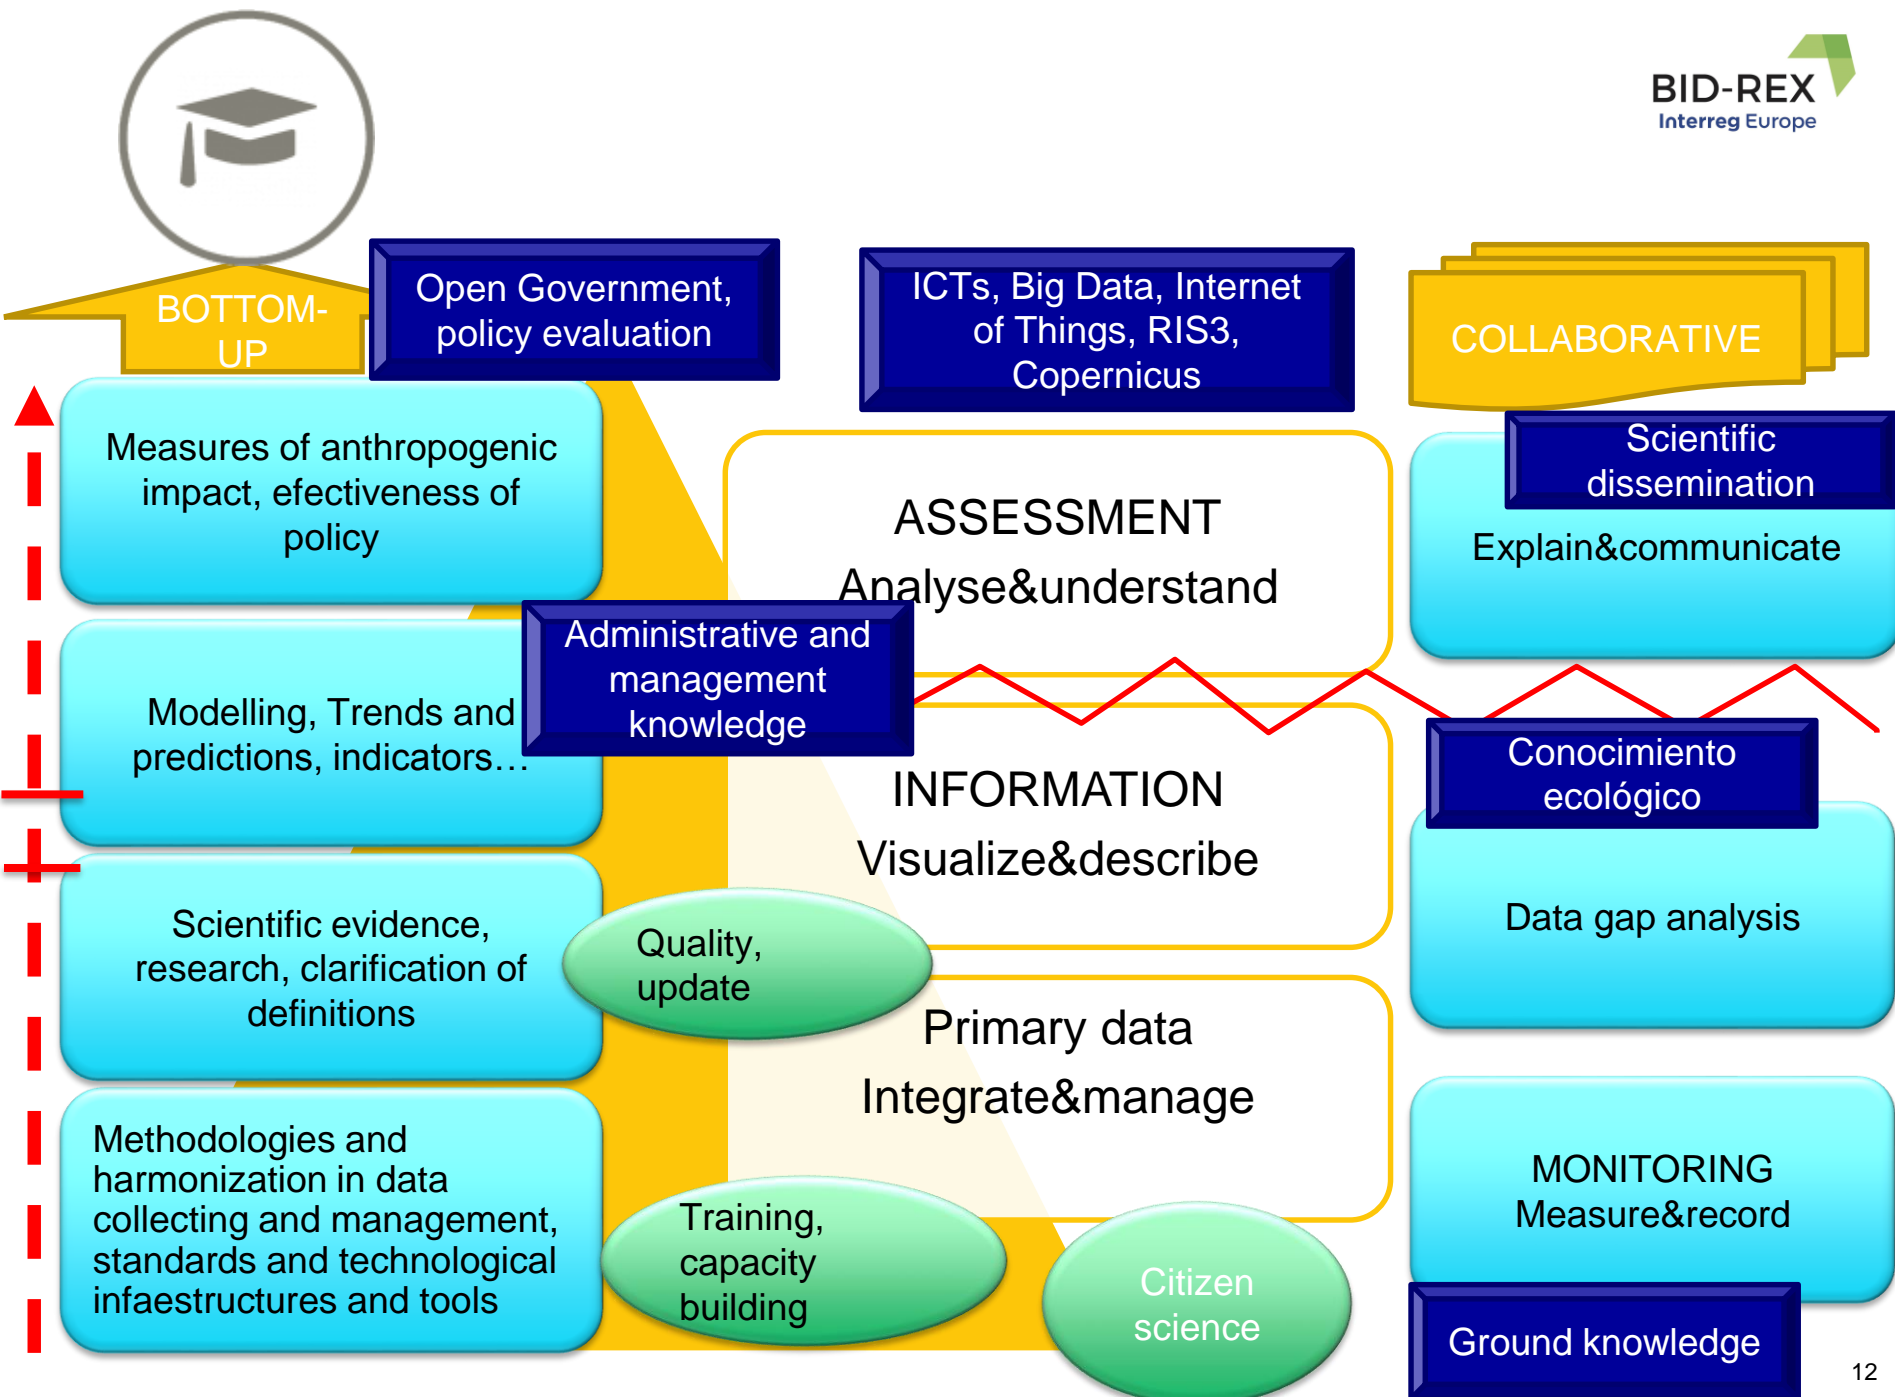 BID-REX
Interreg Europe
BOTTOM-
UP
Open Government,
policy evaluation
ICTs, Big Data, Internet
of Things, RIS3,
Copernicus
COLLABORATIVE
Measures of anthropogenic
impact, efectiveness of
policy
ASSESSMENT
Analyse&understand
Scientific
dissemination
Explain&communicate
Modelling, Trends and
predictions, indicators…
Administrative and
management
knowledge
INFORMATION
Visualize&describe
Conocimiento
ecológico
Data gap analysis
Scientific evidence,
research, clarification of
definitions
Quality,
update
Primary data
Integrate&manage
Methodologies and
harmonization in data
collecting and management,
standards and technological
infaestructures and tools
Training,
capacity
building
Citizen
science
MONITORING
Measure&record
Ground knowledge
12